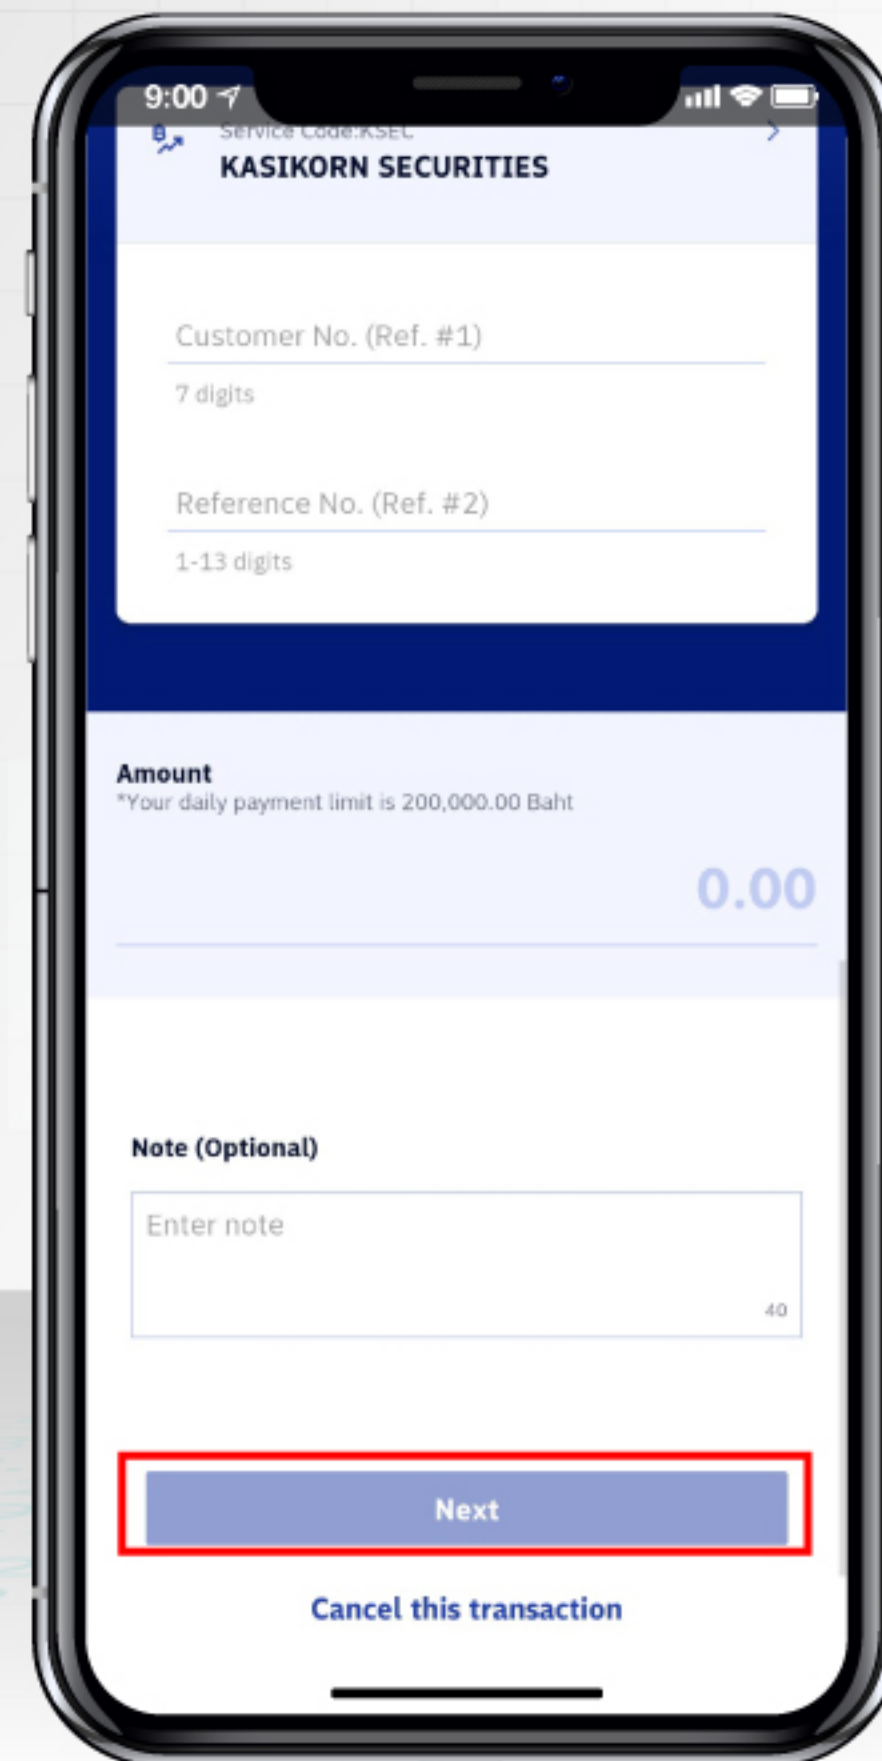 9:00
Service Code:KSEC
KASIKORN SECURITIES
Customer No. (Ref. #1)
7 digits
Reference No. (Ref. #2)
1-13 digits
Amount
*Your daily payment limit is 200,000.00 Baht
0.00
Note (Optional)
Enter note
40
Next
Cancel this transaction